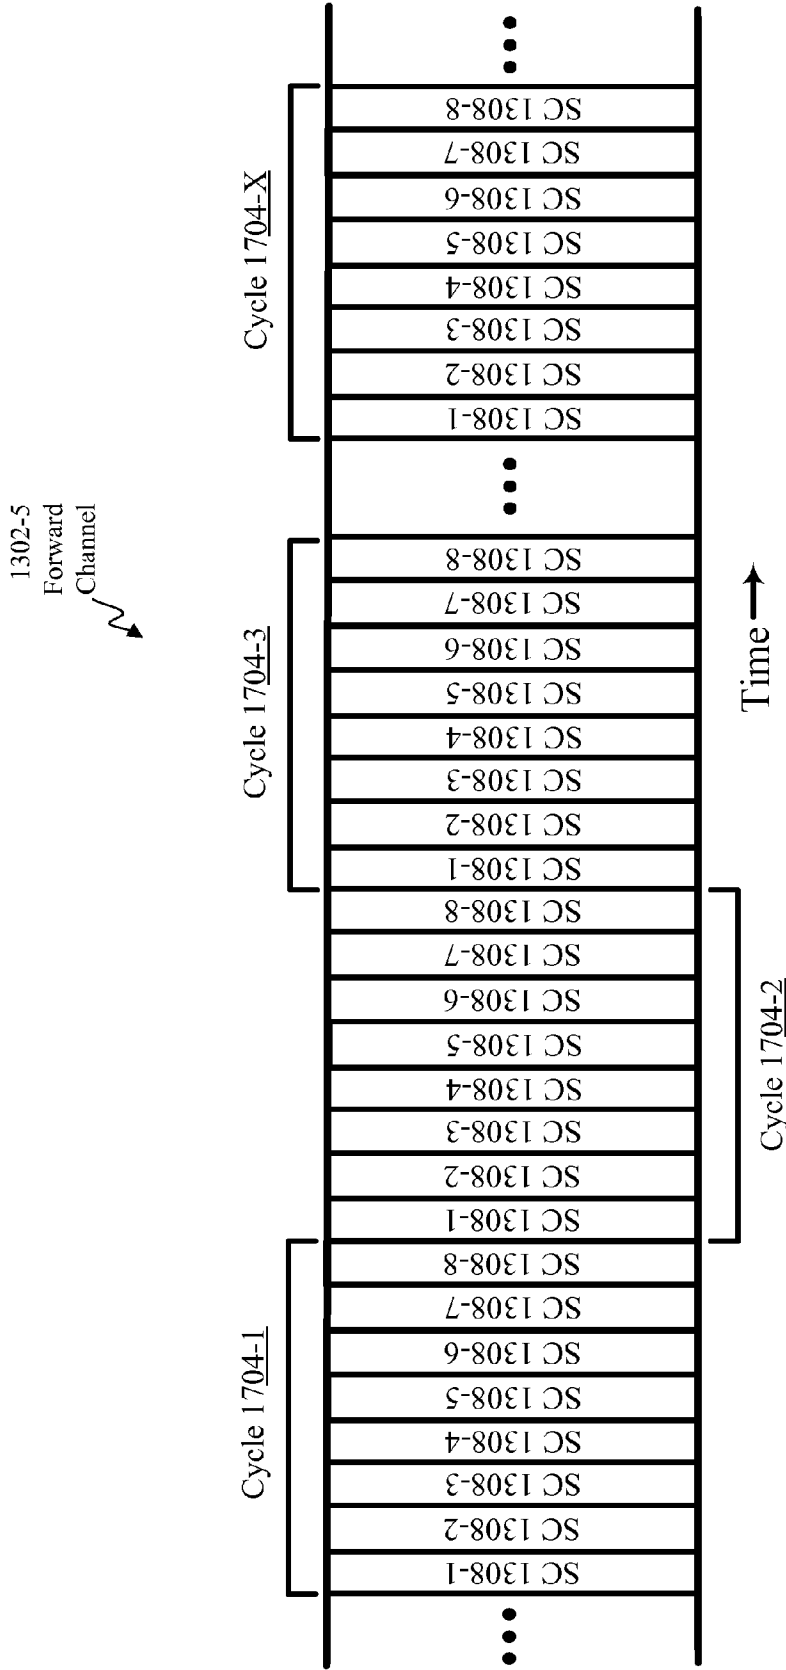 1302-5
Forward
Channel
Cycle 1704-1
Cycle 1704-3
Cycle 1704-X
SC 1308-1
SC 1308-2
SC 1308-3
SC 1308-4
SC 1308-5
SC 1308-6
SC 1308-7
SC 1308-8
SC 1308-1
SC 1308-2
SC 1308-3
SC 1308-4
SC 1308-5
SC 1308-6
SC 1308-7
SC 1308-8
SC 1308-1
SC 1308-2
SC 1308-3
SC 1308-4
SC 1308-5
SC 1308-6
SC 1308-7
SC 1308-8
SC 1308-1
SC 1308-2
SC 1308-3
SC 1308-4
SC 1308-5
SC 1308-6
SC 1308-7
SC 1308-8
Cycle 1704-2
Time